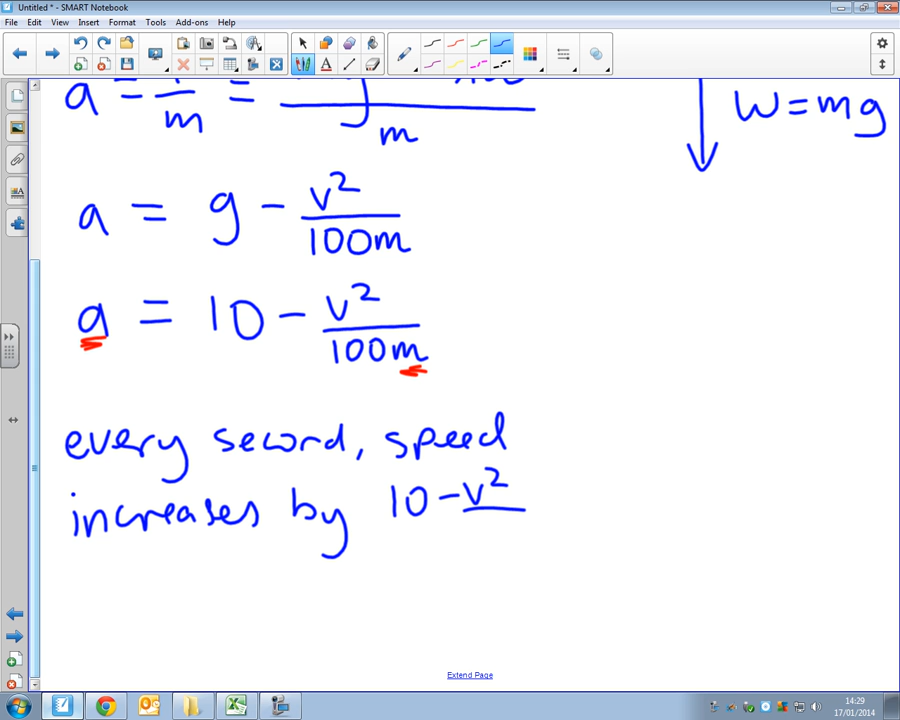 Untitled * - SMART Notebook
File Edit View Insert Format Tools Add-ons Help
a = / m = g / m
W = mg
a = g - v² / 100m
a = 10 - v² / 100m
every second, speed
increases by 10 - v²
Extend Page
14:29
17/01/2014